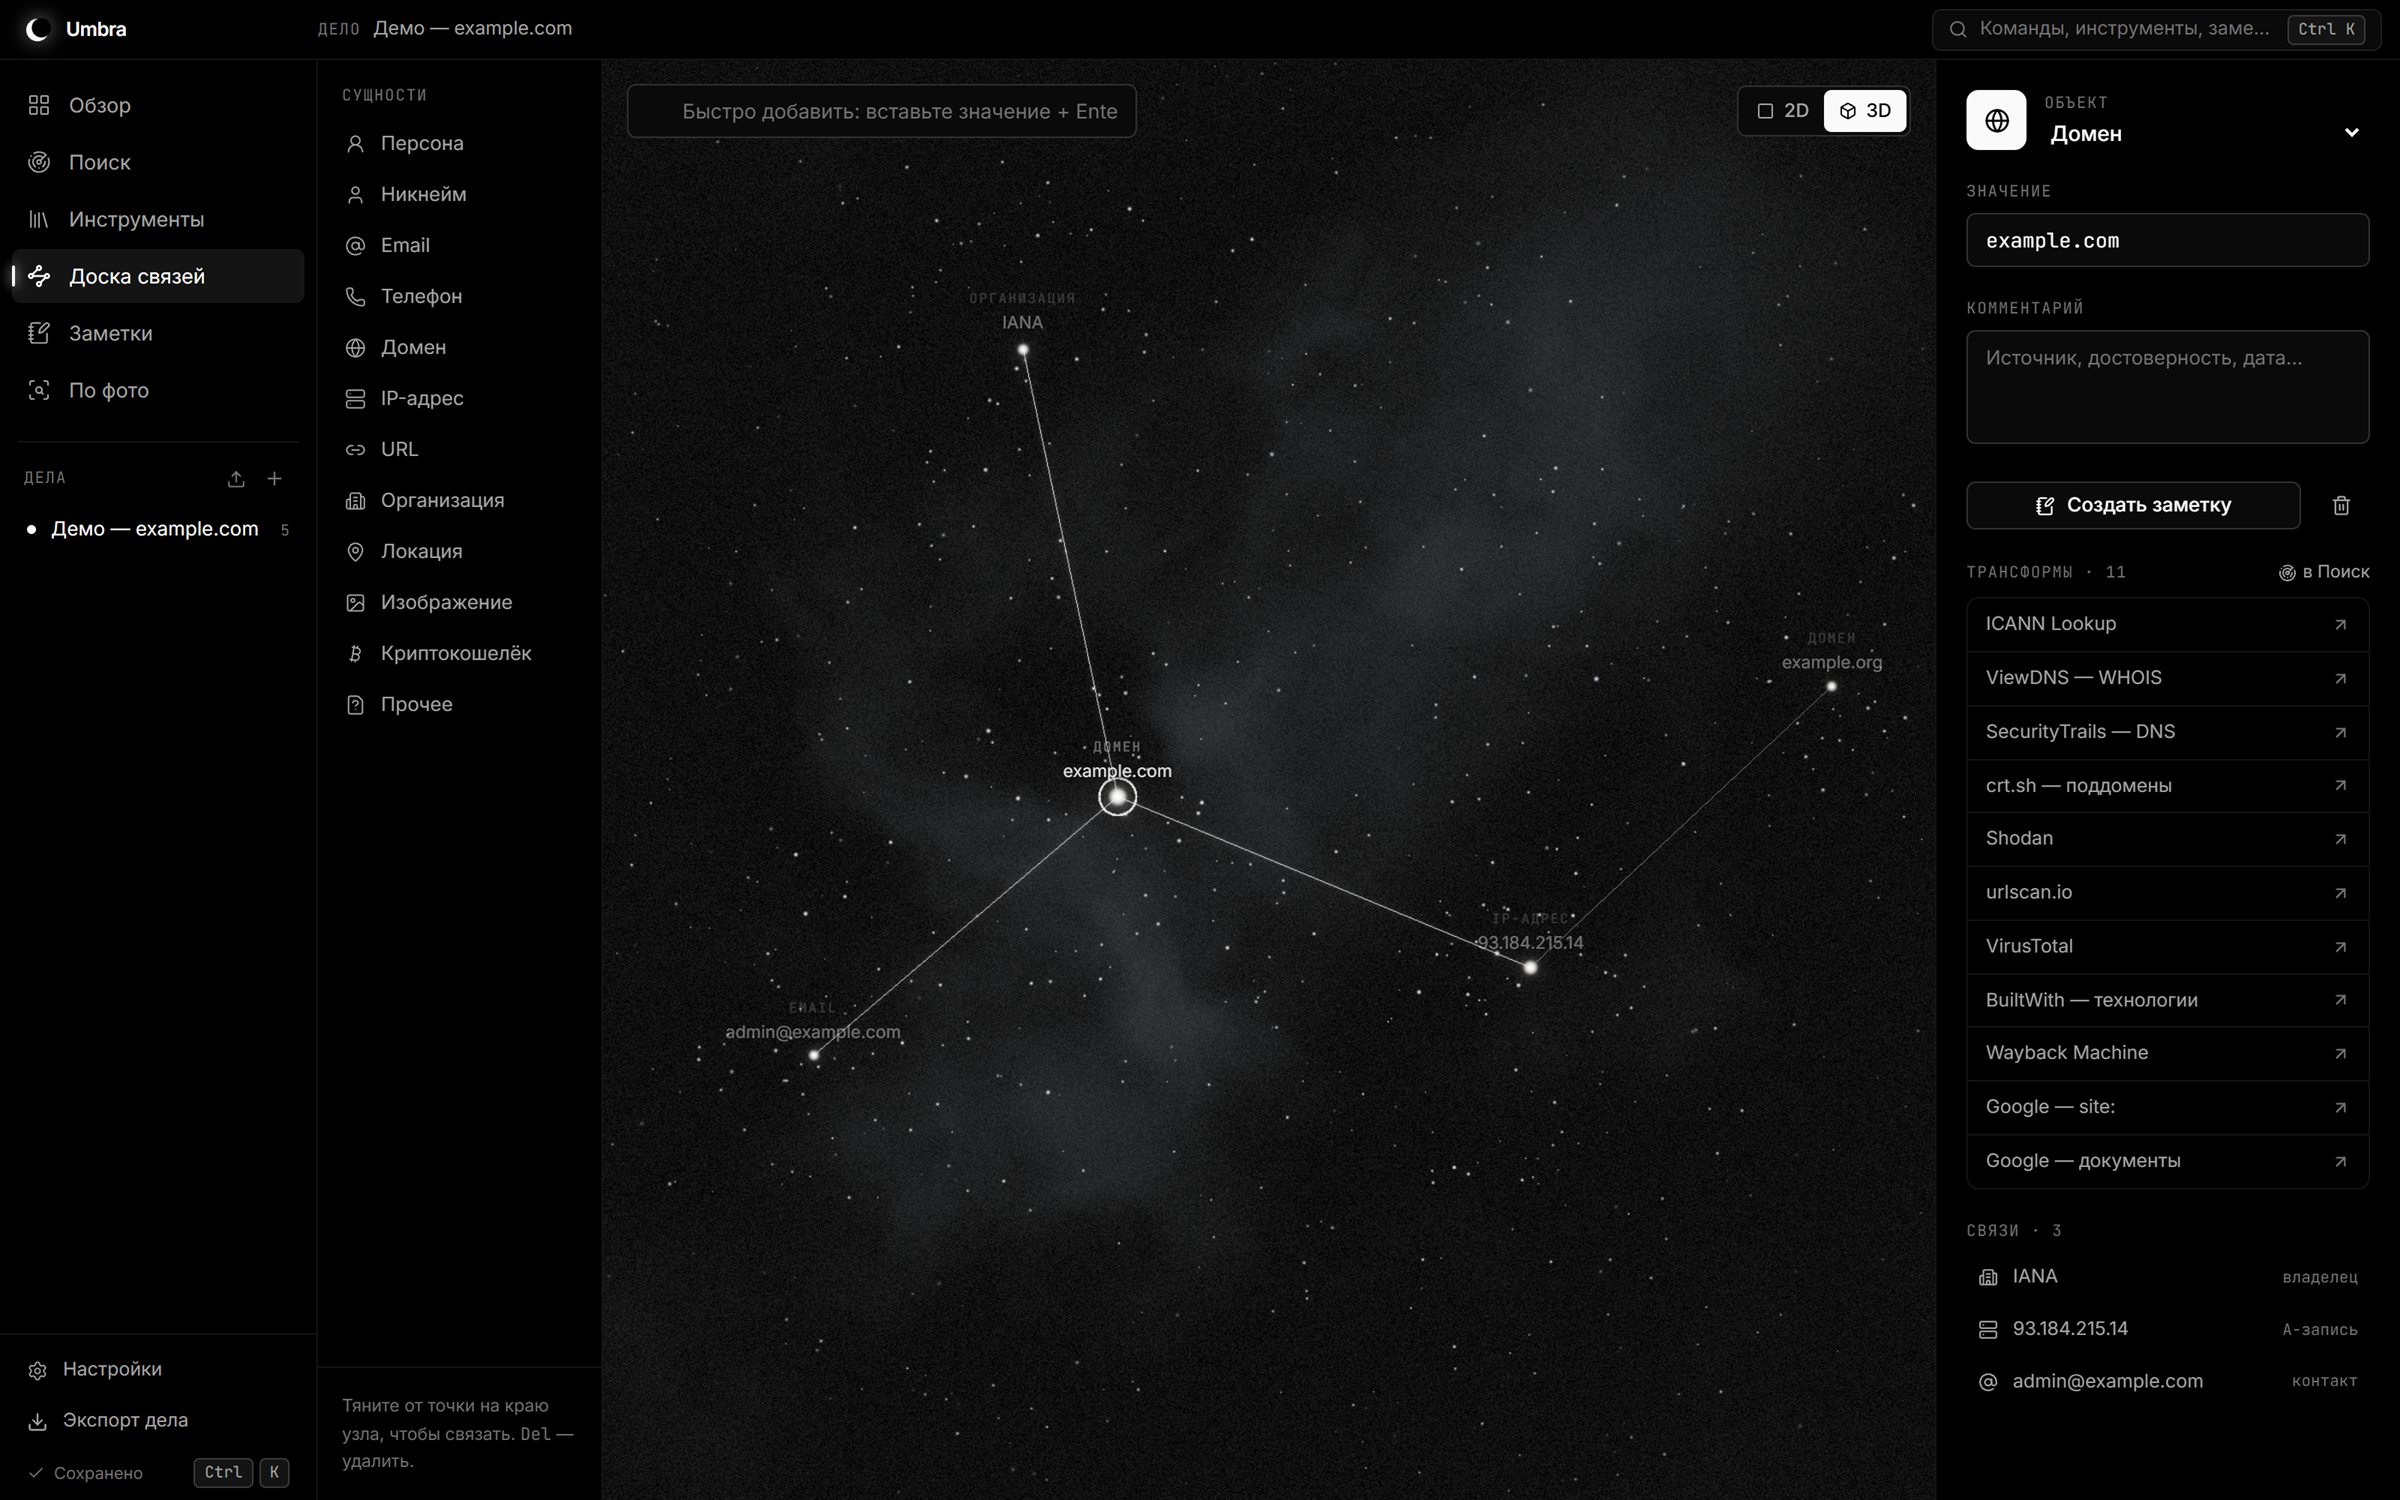 Umbra
ДЕЛО Демо — example.com
Команды, инструменты, заме... Ctrl K
Обзор
Поиск
Инструменты
Доска связей
Заметки
По фото
ДЕЛА
Демо — example.com 5
Настройки
Экспорт дела
Сохранено Ctrl K
СУЩНОСТИ
Персона
Никнейм
Email
Телефон
Домен
IP-адрес
URL
Организация
Локация
Изображение
Криптокошелёк
Прочее
Тяните от точки на краю
узла, чтобы связать. Del —
удалить.
Быстро добавить: вставьте значение + Ente
2D 3D
ОРГАНИЗАЦИЯ
IANA
ДОМЕН
example.org
ДОМЕН
example.com
IP-АДРЕС
93.184.215.14
EMAIL
admin@example.com
ОБЪЕКТ
Домен
ЗНАЧЕНИЕ
example.com
КОММЕНТАРИЙ
Источник, достоверность, дата...
Создать заметку
ТРАНСФОРМЫ · 11 в Поиск
ICANN Lookup
ViewDNS — WHOIS
SecurityTrails — DNS
crt.sh — поддомены
Shodan
urlscan.io
VirusTotal
BuiltWith — технологии
Wayback Machine
Google — site:
Google — документы
СВЯЗИ · 3
IANA владелец
93.184.215.14 А-запись
admin@example.com контакт